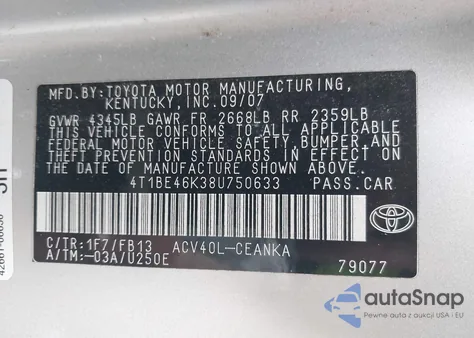 MFD.BY:TOYOTA MOTOR MANUFACTURING,
KENTUCKY,INC.09/07
GVWR 4345LB GAWR FR 2668LB RR 2359LB
THIS VEHICLE CONFORMS TO ALL APPLICABLE
FEDERAL MOTOR VEHICLE SAFETY,BUMPER,AND
THEFT PREVENTION STANDARDS IN EFFECT ON
THE DATE OF MANUFACTURE SHOWN ABOVE.
4T1BE46K38U750633 PASS.CAR
C/TR:1F7/FB13 ACV40L-CEANKA
A/TM:-03A/U250E
79077
TOYOTA
autoSnap
Pewne auto z USA i EU